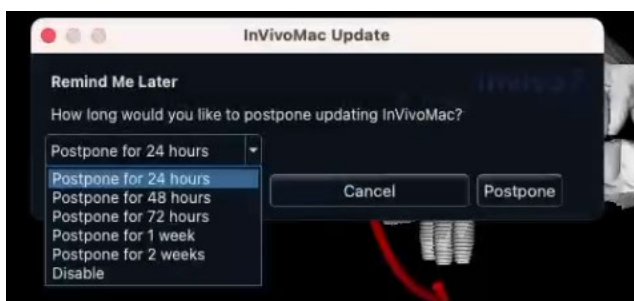 InVivoMac Update
Remind Me Later
How long would you like to postpone updating InVivoMac?
Postpone for 24 hours
Postpone for 24 hours
Postpone for 48 hours
Postpone for 72 hours
Postpone for 1 week
Postpone for 2 weeks
Disable
Cancel
Postpone